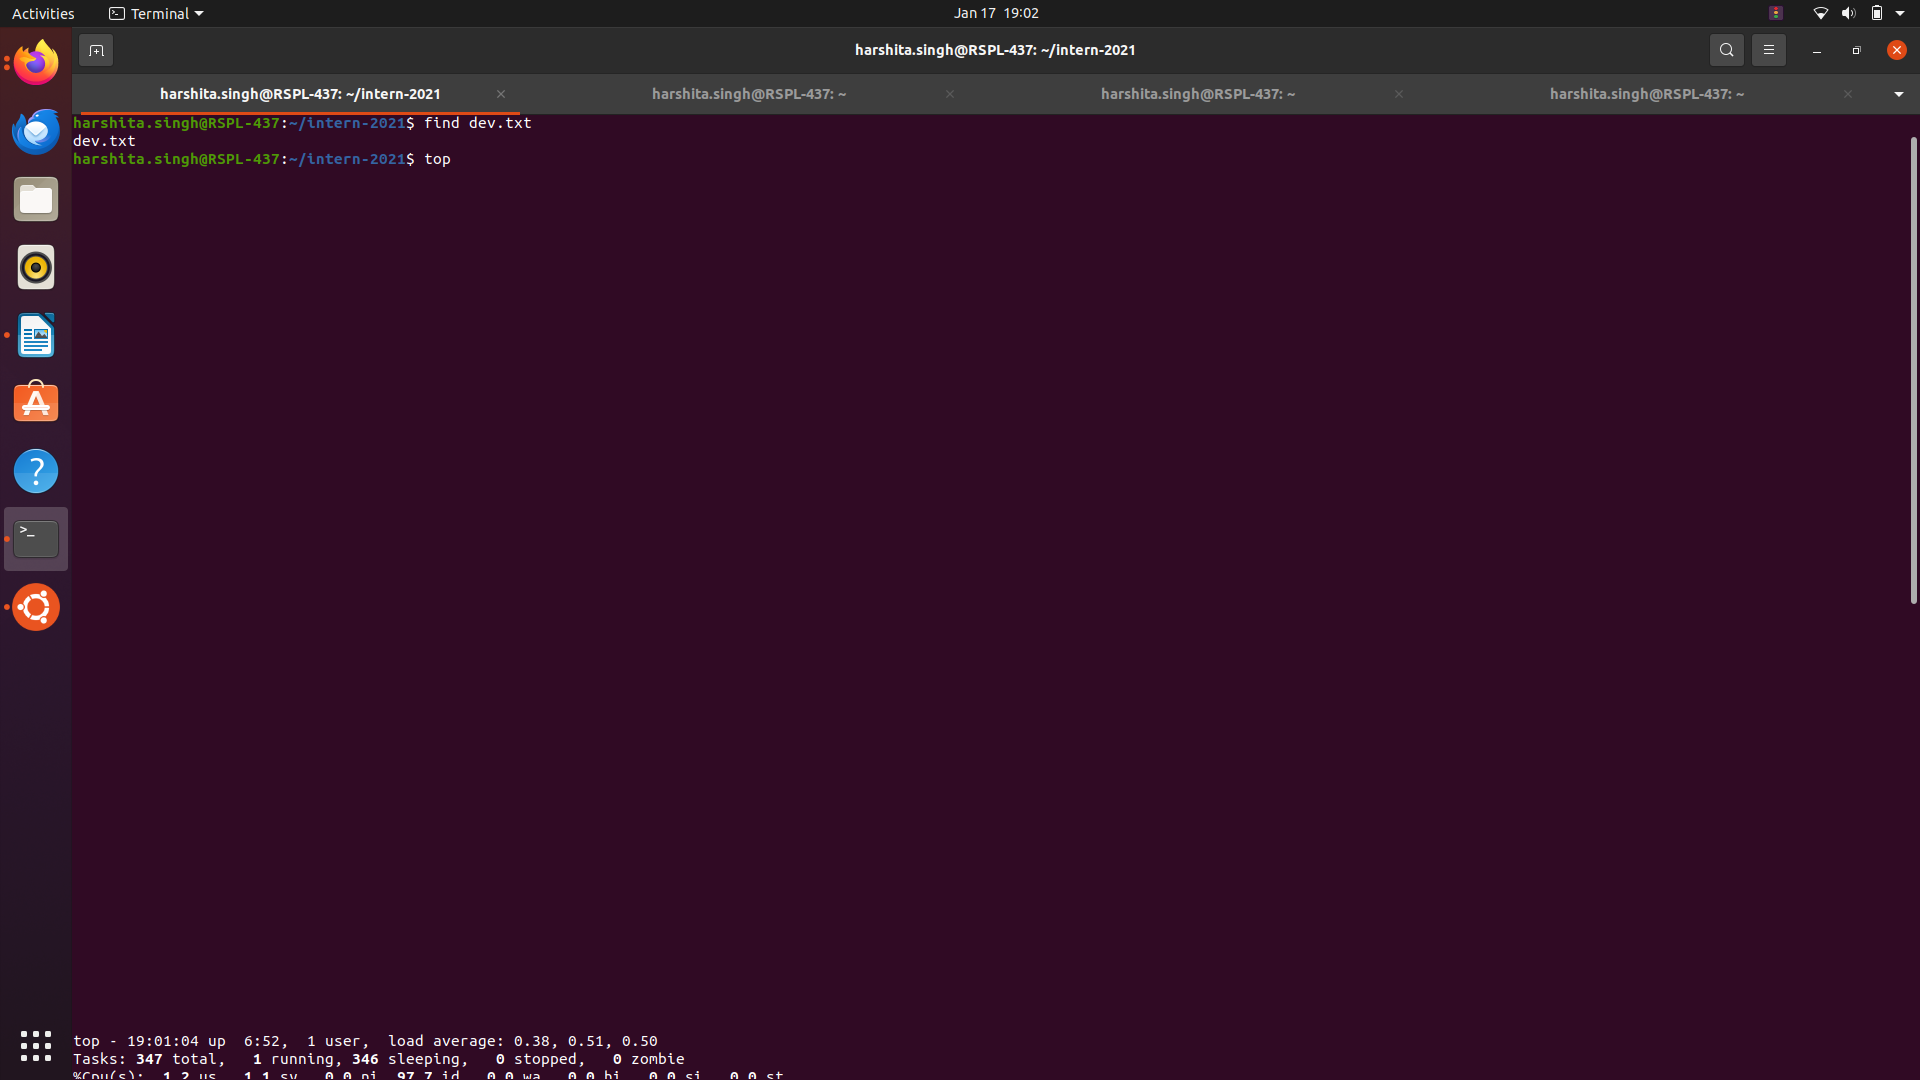 Activities
Terminal
Jan 17 19:02
harshita.singh@RSPL-437: ~/intern-2021
harshita.singh@RSPL-437: ~/intern-2021
harshita.singh@RSPL-437: ~
harshita.singh@RSPL-437: ~
harshita.singh@RSPL-437: ~
harshita.singh@RSPL-437:~/intern-2021$ find dev.txt
dev.txt
harshita.singh@RSPL-437:~/intern-2021$ top
top - 19:01:04 up  6:52,  1 user,  load average: 0.38, 0.51, 0.50
Tasks: 347 total,   1 running, 346 sleeping,   0 stopped,   0 zombie
%Cpu(s):  1.2 us,  1.1 sy,  0.0 ni, 97.7 id,  0.0 wa,  0.0 hi,  0.0 si,  0.0 st